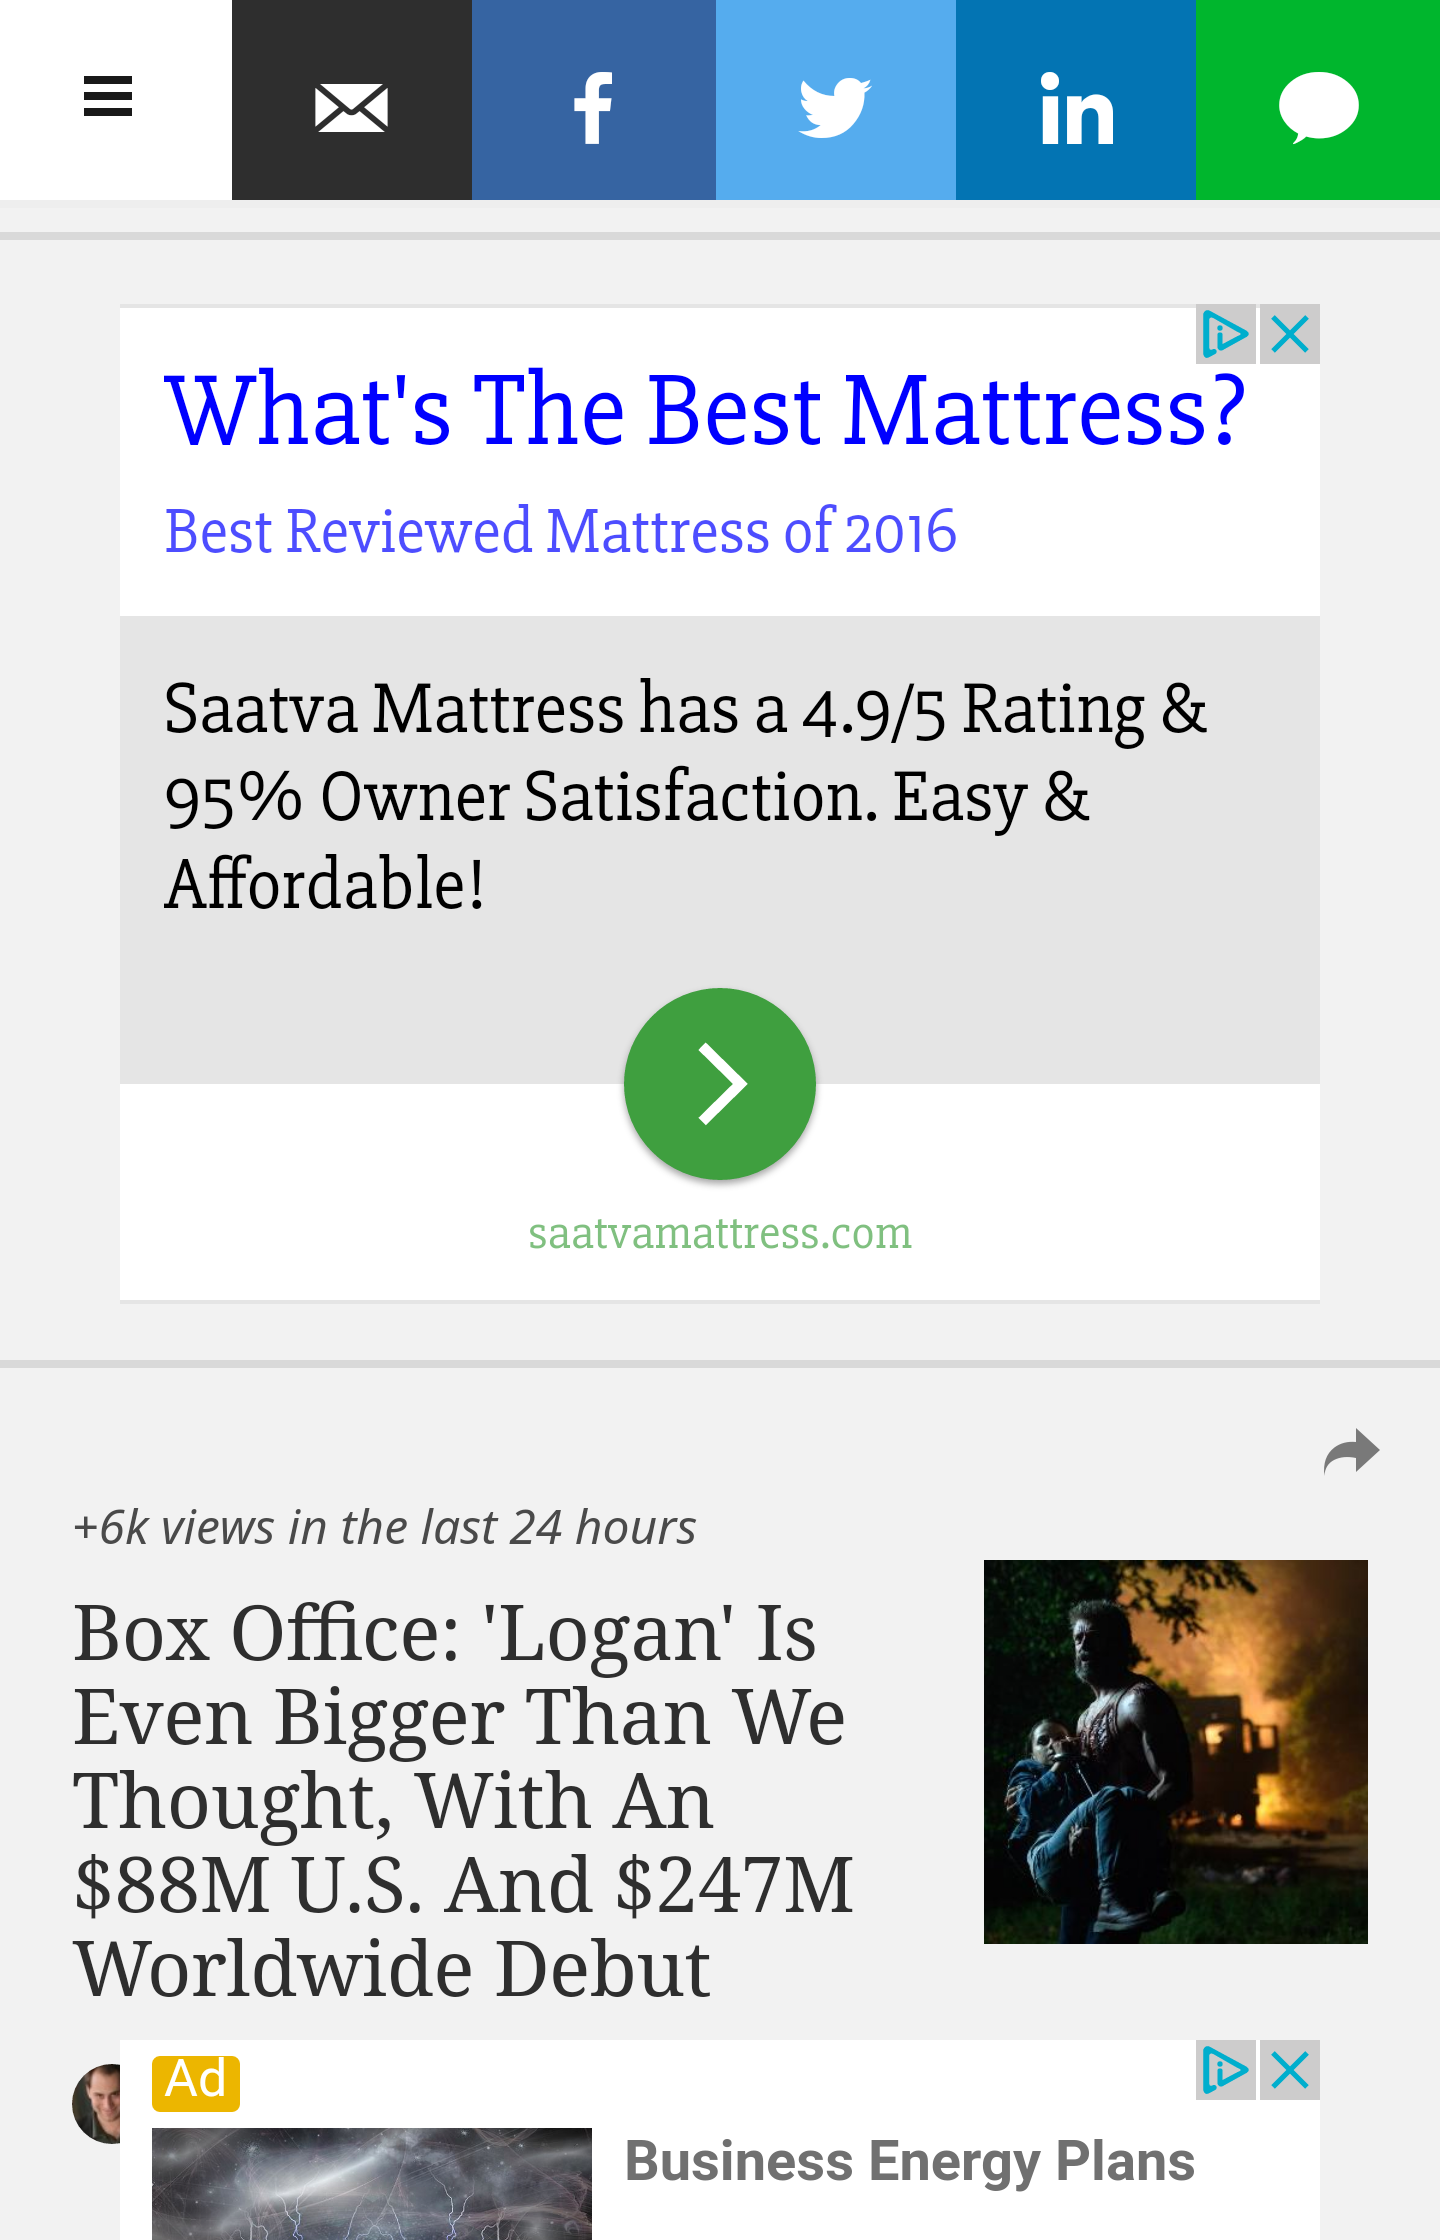 What's The Best Mattress?
Best Reviewed Mattress of 2016
Saatva Mattress has a 4.9/5 Rating &
95% Owner Satisfaction. Easy &
Affordable!
saatvamattress.com
+6k views in the last 24 hours
Box Office: 'Logan' Is
Even Bigger Than We
Thought, With An
$88M U.S. And $247M
Worldwide Debut
Ad
Business Energy Plans